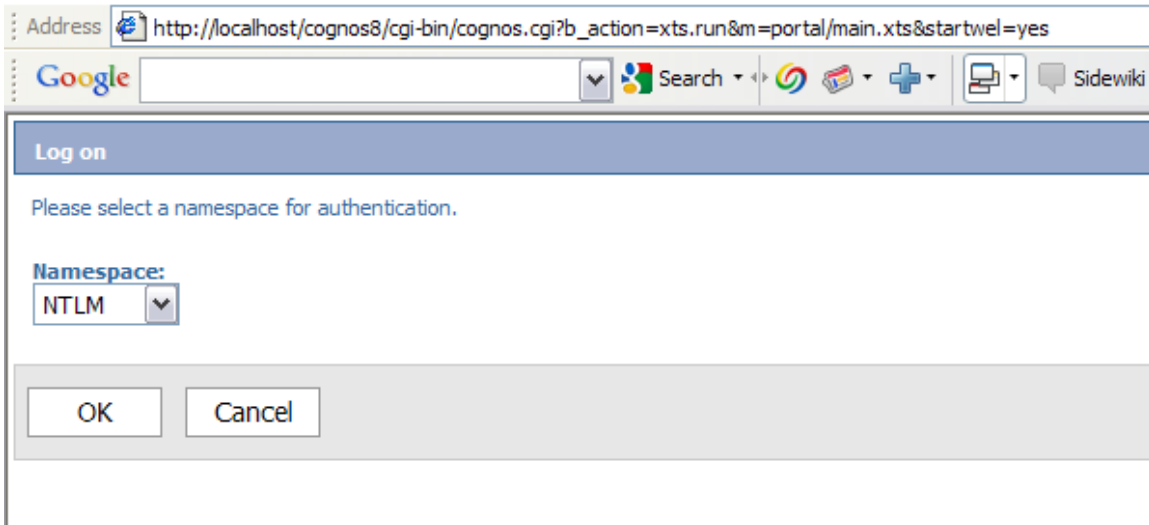 Address http://localhost/cognos8/cgi-bin/cognos.cgi?b_action=xts.run&m=portal/main.xts&startwel=yes
Google Search Sidewiki
Log on
Please select a namespace for authentication.
Namespace:
NTLM
OK Cancel